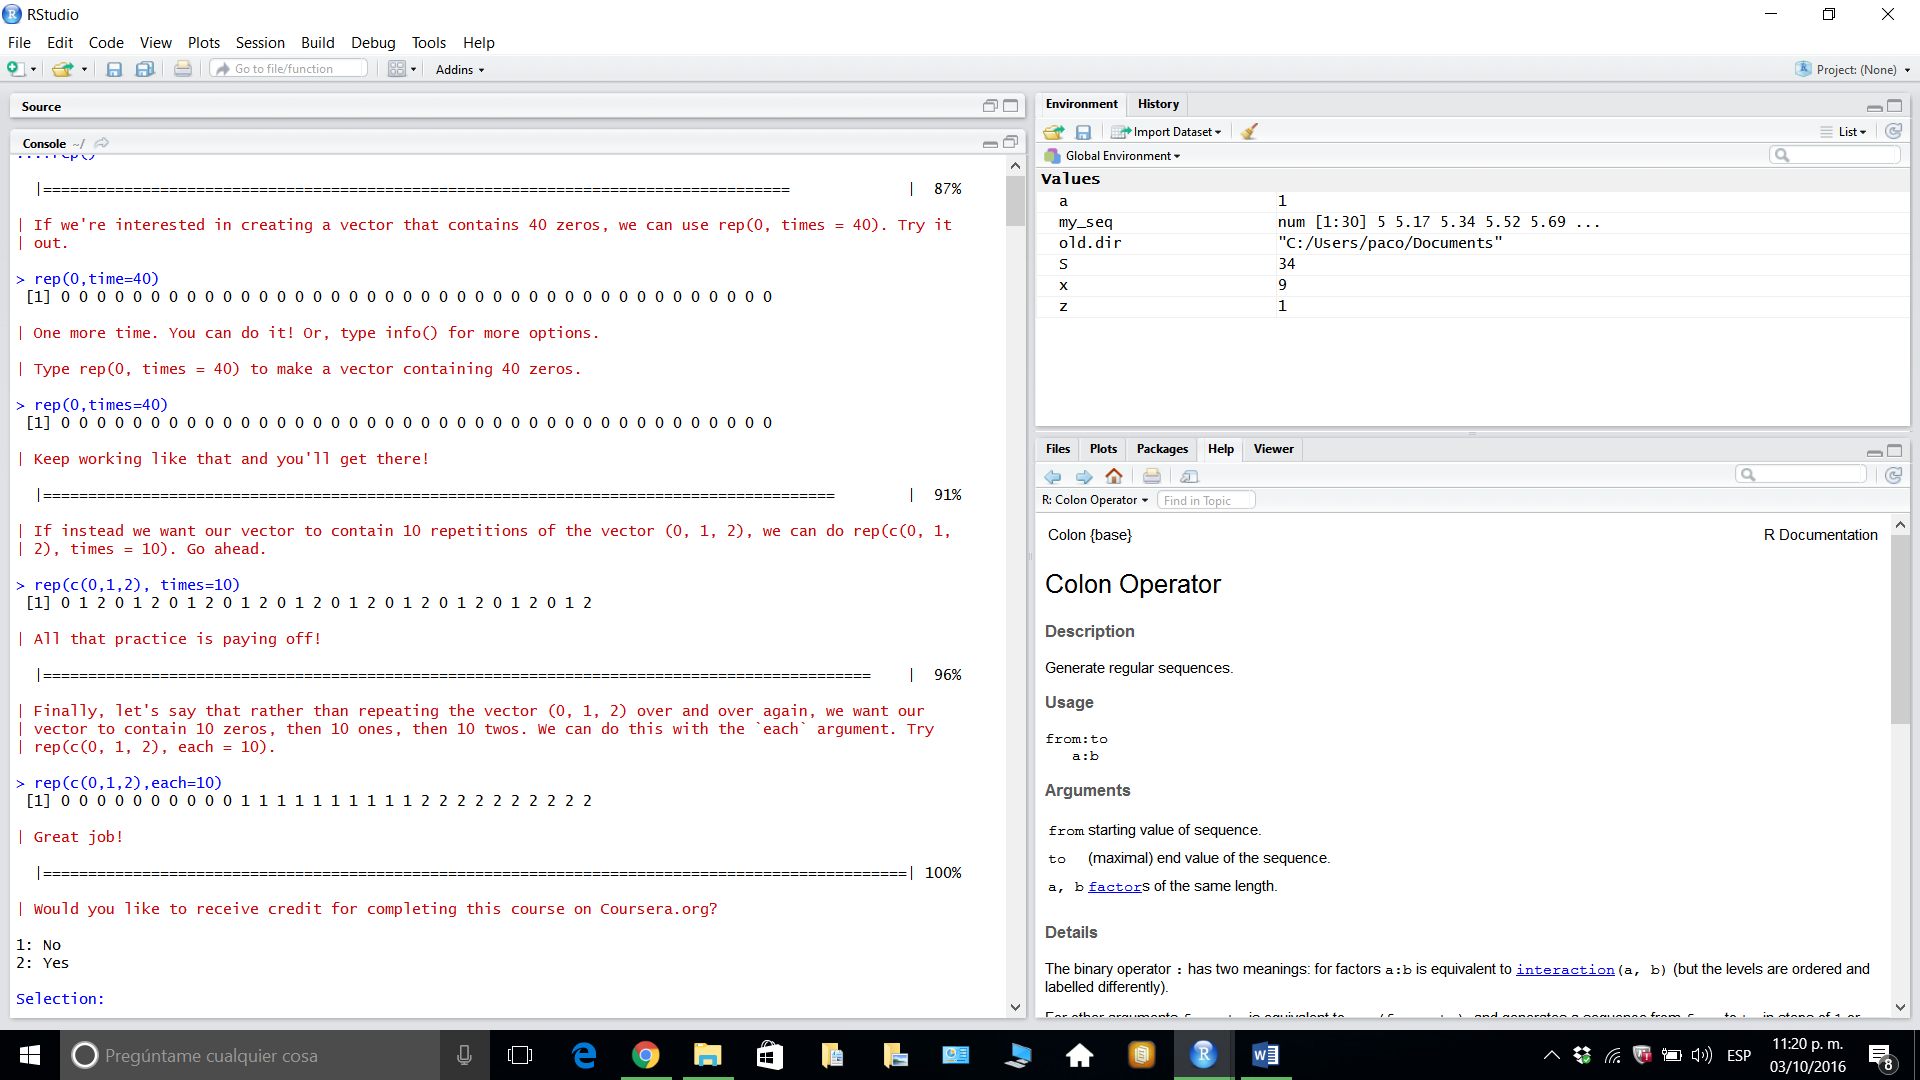 RStudio
File Edit Code View Plots Session Build Debug Tools Help
Go to file/function Addins Project: (None)
Source
Console ~/
....rep()
|=================================================================================== | 87%
| If we're interested in creating a vector that contains 40 zeros, we can use rep(0, times = 40). Try it
| out.
> rep(0,time=40)
[1] 0 0 0 0 0 0 0 0 0 0 0 0 0 0 0 0 0 0 0 0 0 0 0 0 0 0 0 0 0 0 0 0 0 0 0 0 0 0 0 0
| One more time. You can do it! Or, type info() for more options.
| Type rep(0, times = 40) to make a vector containing 40 zeros.
> rep(0,times=40)
[1] 0 0 0 0 0 0 0 0 0 0 0 0 0 0 0 0 0 0 0 0 0 0 0 0 0 0 0 0 0 0 0 0 0 0 0 0 0 0 0 0
| Keep working like that and you'll get there!
|======================================================================================== | 91%
| If instead we want our vector to contain 10 repetitions of the vector (0, 1, 2), we can do rep(c(0, 1,
| 2), times = 10). Go ahead.
> rep(c(0,1,2), times=10)
[1] 0 1 2 0 1 2 0 1 2 0 1 2 0 1 2 0 1 2 0 1 2 0 1 2 0 1 2 0 1 2
| All that practice is paying off!
|============================================================================================ | 96%
| Finally, let's say that rather than repeating the vector (0, 1, 2) over and over again, we want our
| vector to contain 10 zeros, then 10 ones, then 10 twos. We can do this with the `each` argument. Try
| rep(c(0, 1, 2), each = 10).
> rep(c(0,1,2),each=10)
[1] 0 0 0 0 0 0 0 0 0 0 1 1 1 1 1 1 1 1 1 1 2 2 2 2 2 2 2 2 2 2
| Great job!
|================================================================================================| 100%
| Would you like to receive credit for completing this course on Coursera.org?
1: No
2: Yes
Selection:
Environment History
Import Dataset List
Global Environment
Values
a 1
my_seq num [1:30] 5 5.17 5.34 5.52 5.69 ...
old.dir "C:/Users/paco/Documents"
S 34
x 9
z 1
Files Plots Packages Help Viewer
R: Colon Operator Find in Topic
Colon {base} R Documentation
Colon Operator
Description
Generate regular sequences.
Usage
from:to
a:b
Arguments
from starting value of sequence.
to (maximal) end value of the sequence.
a, b factors of the same length.
Details
The binary operator : has two meanings: for factors a:b is equivalent to interaction(a, b) (but the levels are ordered and
labelled differently).
Pregúntame cualquier cosa
ESP
11:20 p. m.
03/10/2016
8